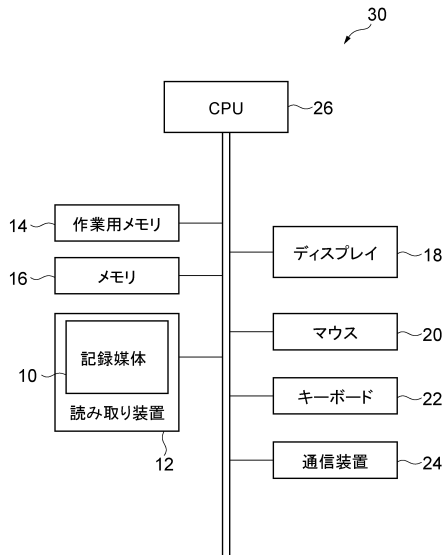 30
CPU
26
14
作業用メモリ
ディスプレイ
18
16
メモリ
マウス
20
10
記録媒体
キーボード
22
読み取り装置
12
通信装置
24